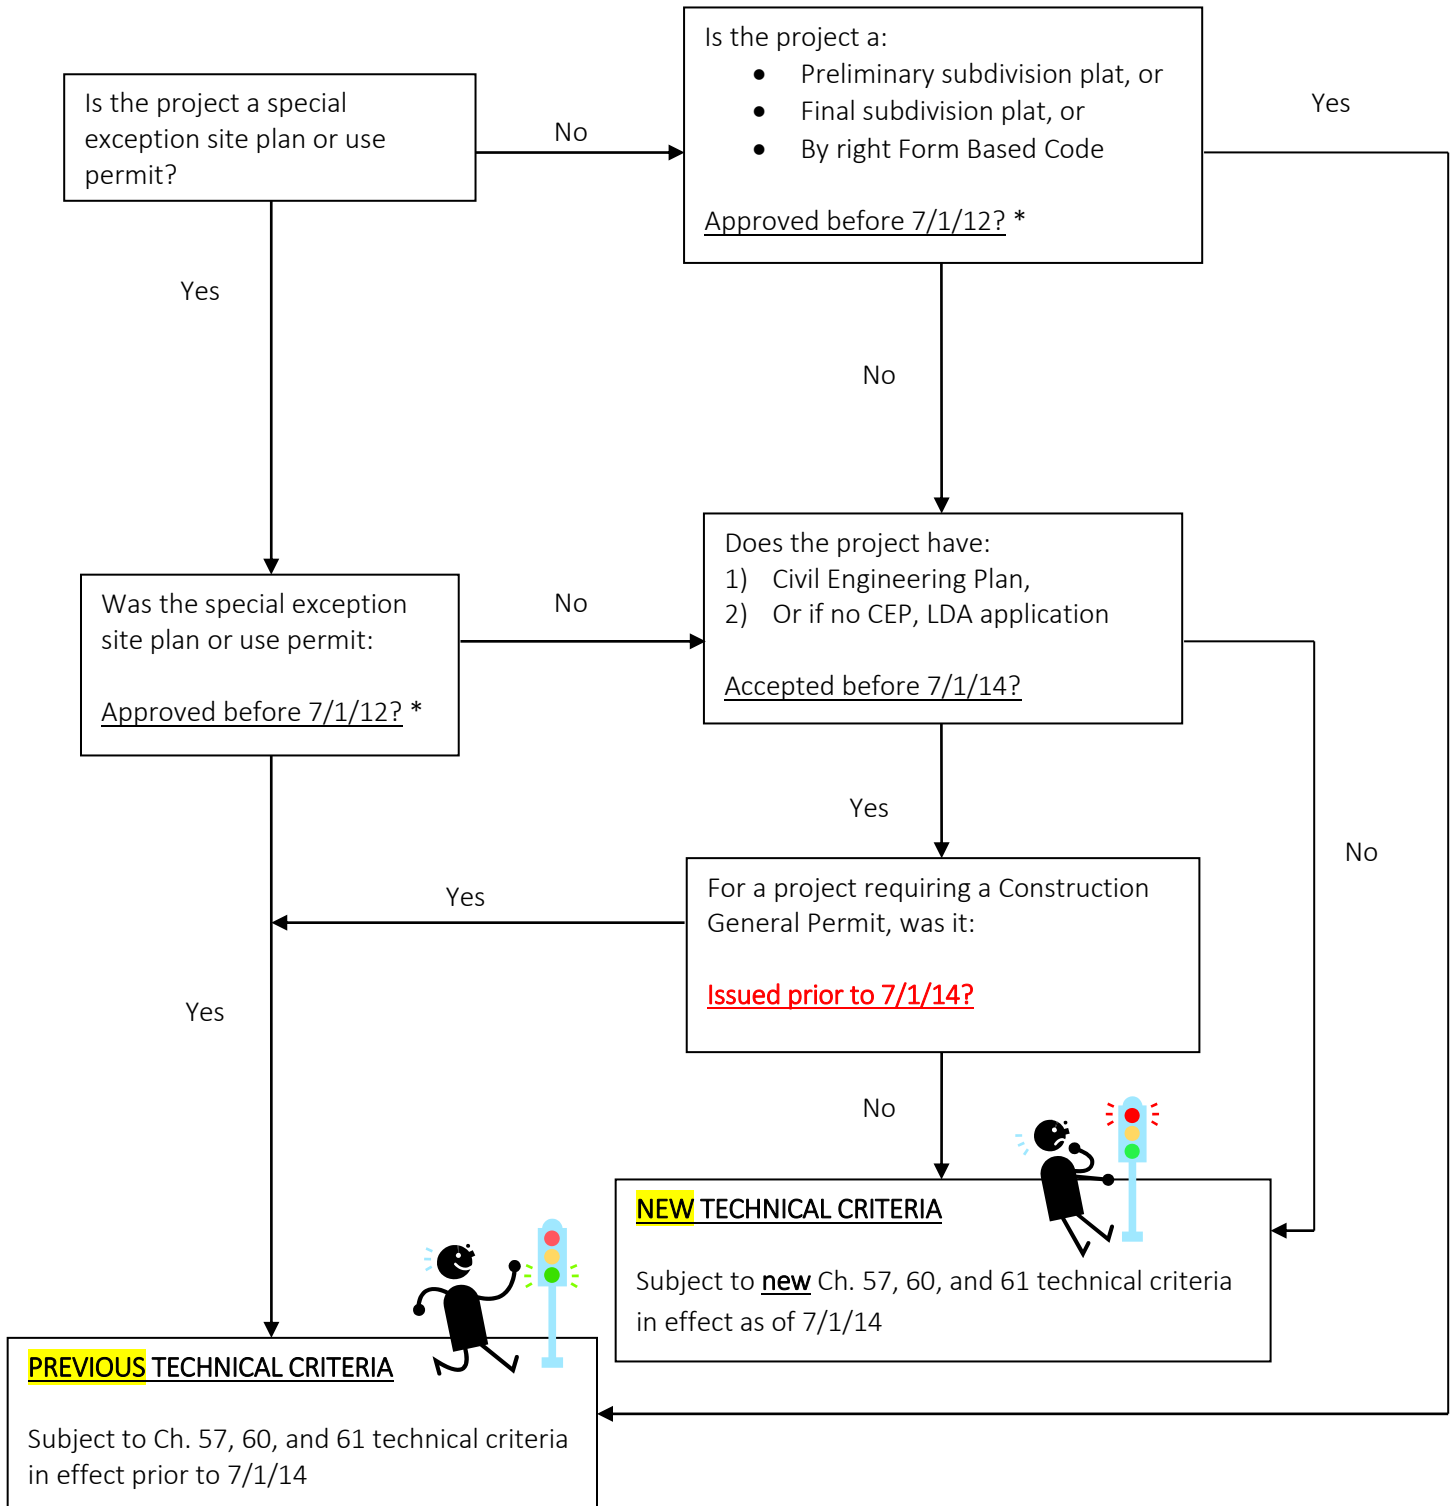 Is the project a special
exception site plan or use
permit?
No
Is the project a:
• Preliminary subdivision plat, or
• Final subdivision plat, or
• By right Form Based Code
Approved before 7/1/12? *
Yes
Yes
No
Was the special exception
site plan or use permit:
Approved before 7/1/12? *
No
Does the project have:
1) Civil Engineering Plan,
2) Or if no CEP, LDA application
Accepted before 7/1/14?
Yes
No
Yes
For a project requiring a Construction
General Permit, was it:
Issued prior to 7/1/14?
Yes
No
NEW TECHNICAL CRITERIA
Subject to new Ch. 57, 60, and 61 technical criteria
in effect as of 7/1/14
PREVIOUS TECHNICAL CRITERIA
Subject to Ch. 57, 60, and 61 technical criteria
in effect prior to 7/1/14